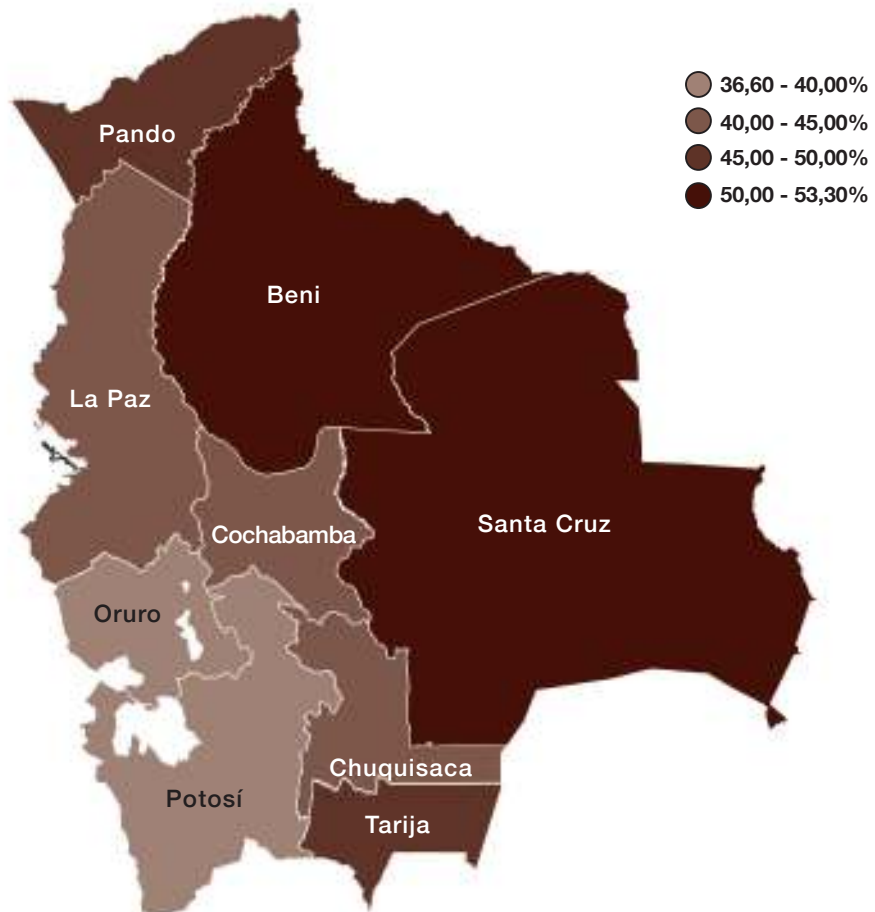 36,60 - 40,00%
40,00 - 45,00%
45,00 - 50,00%
50,00 - 53,30%
Pando
Beni
La Paz
Santa Cruz
Cochabamba
Oruro
Chuquisaca
Potosí
Tarija